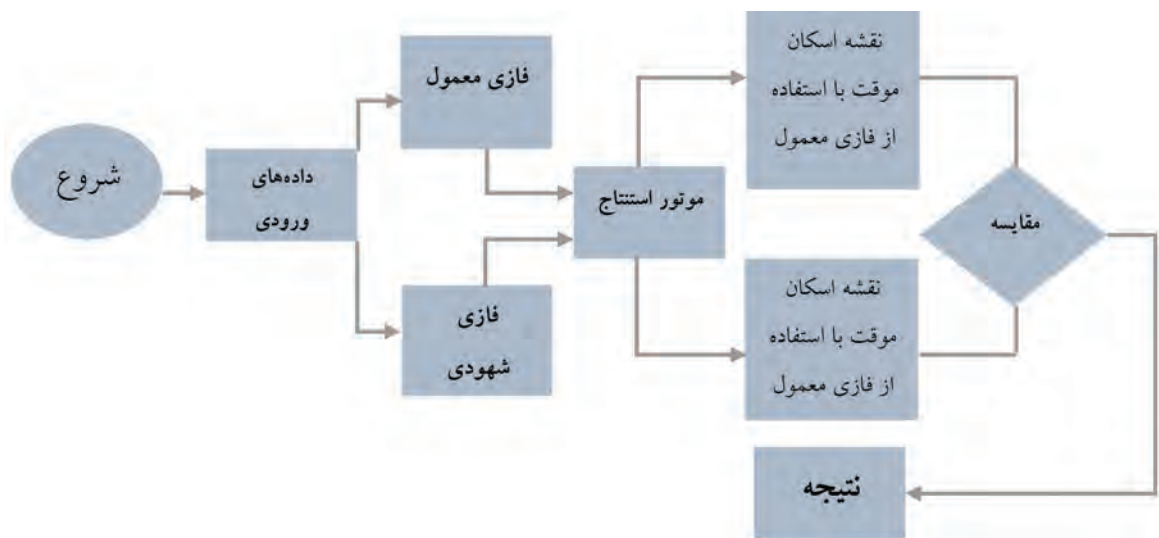 شروع
داده‌های
ورودی
فازی معمول
فازی
شهودی
موتور استنتاج
نقشه اسکان
موقت با استفاده
از فازی معمول
نقشه اسکان
موقت با استفاده
از فازی معمول
مقایسه
نتیجه